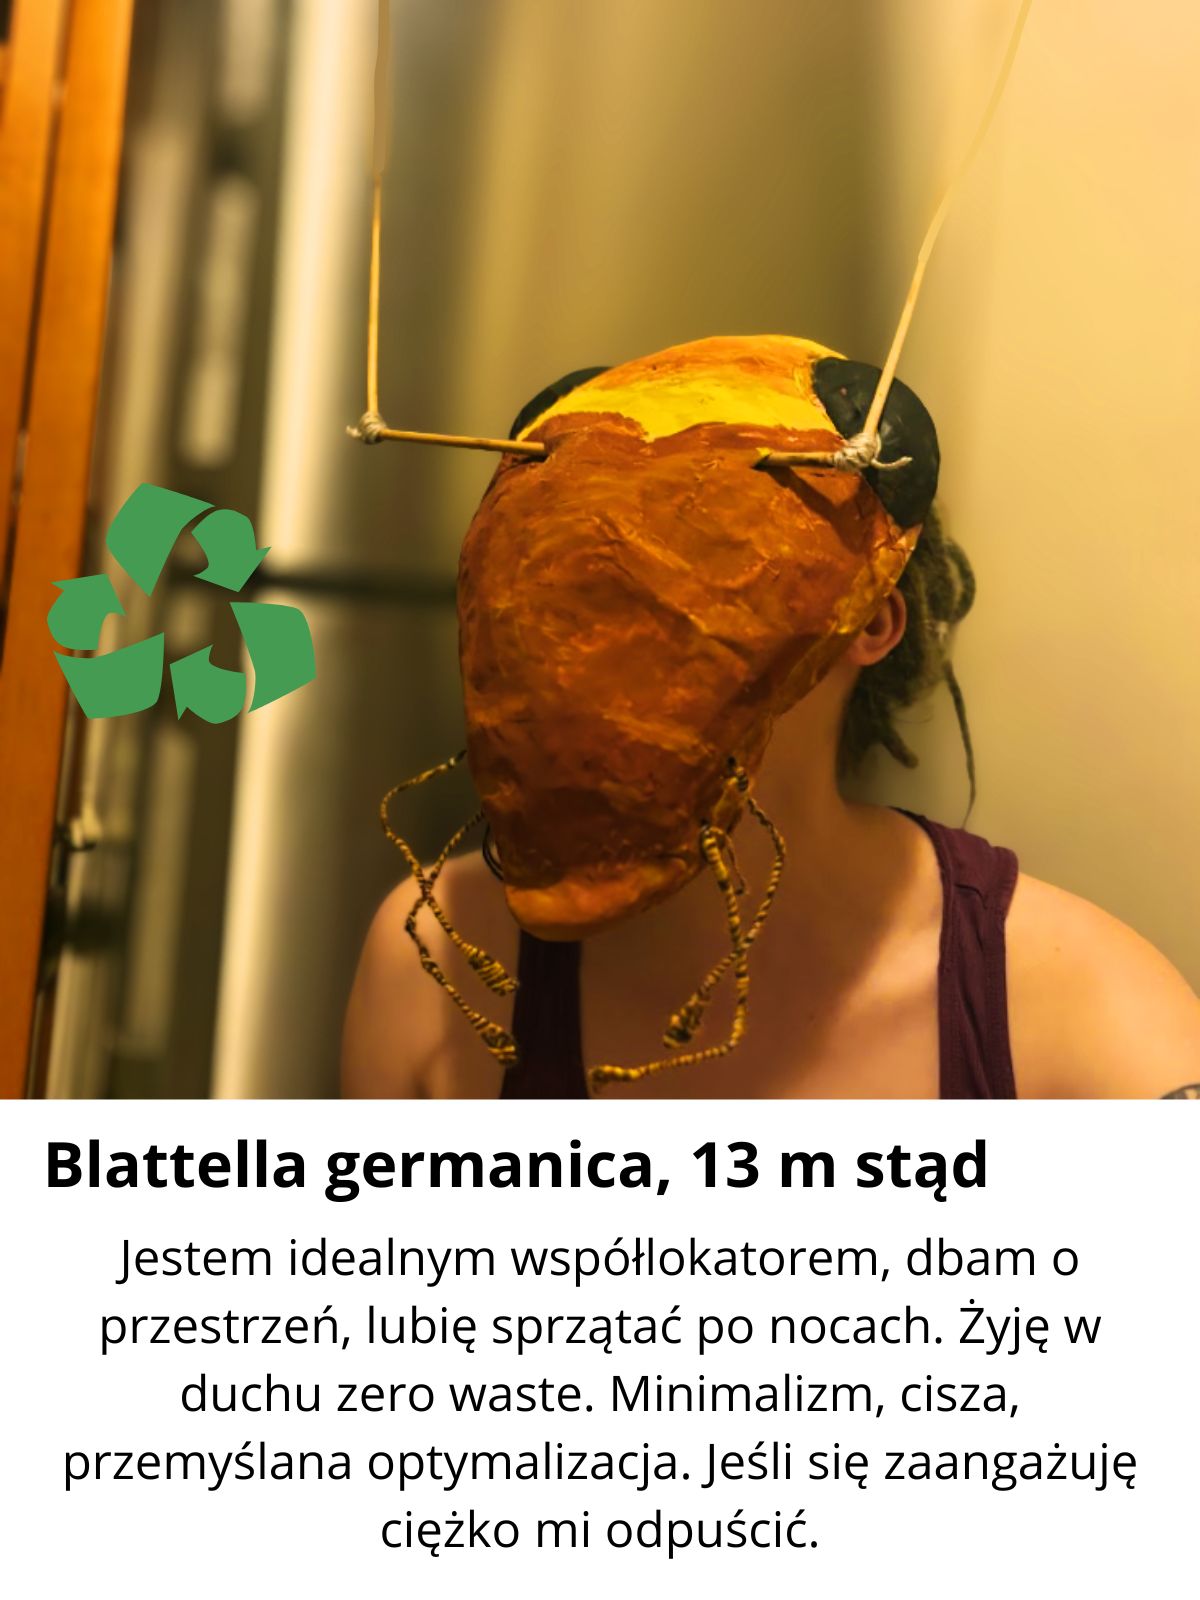 Blattella germanica, 13 m stąd
Jestem idealnym współlokatorem, dbam o
przestrzeń, lubię sprzątać po nocach. Żyję w
duchu zero waste. Minimalizm, cisza,
przemyślana optymalizacja. Jeśli się zaangażuję
ciężko mi odpuścić.